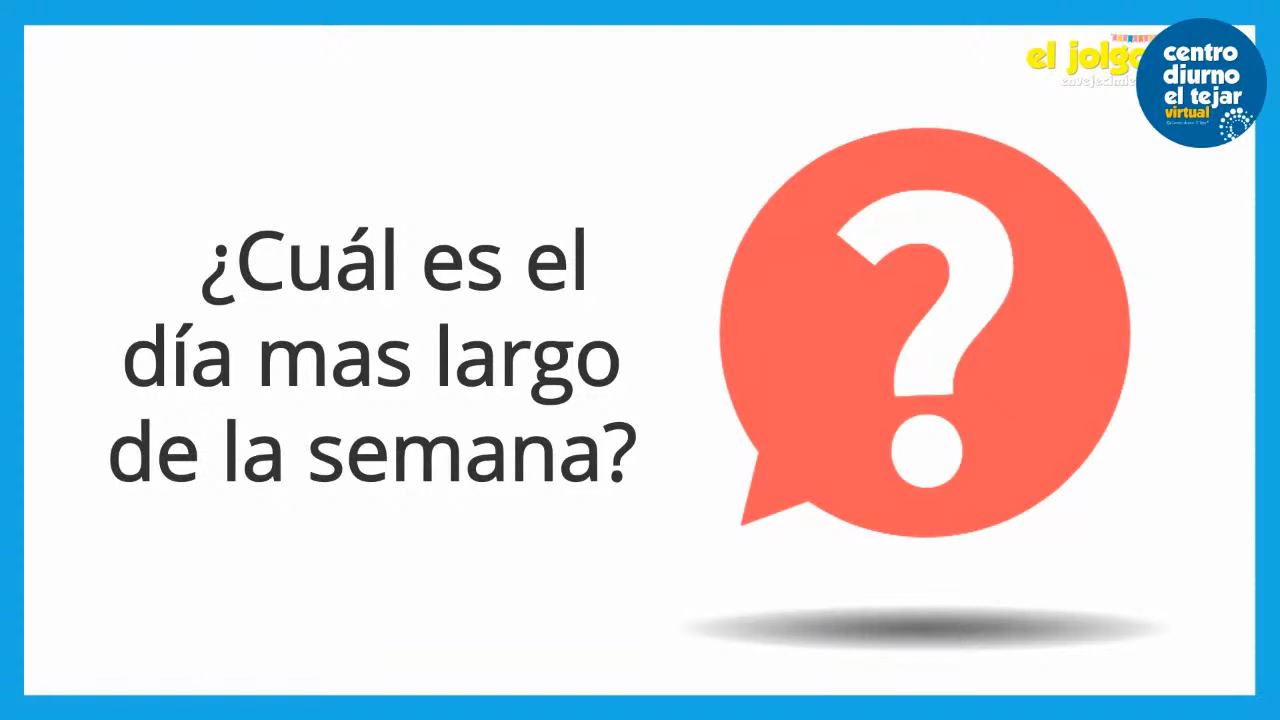 el jolgo
centro
diurno
el tejar
virtual
¿Cuál es el
día mas largo
de la semana?